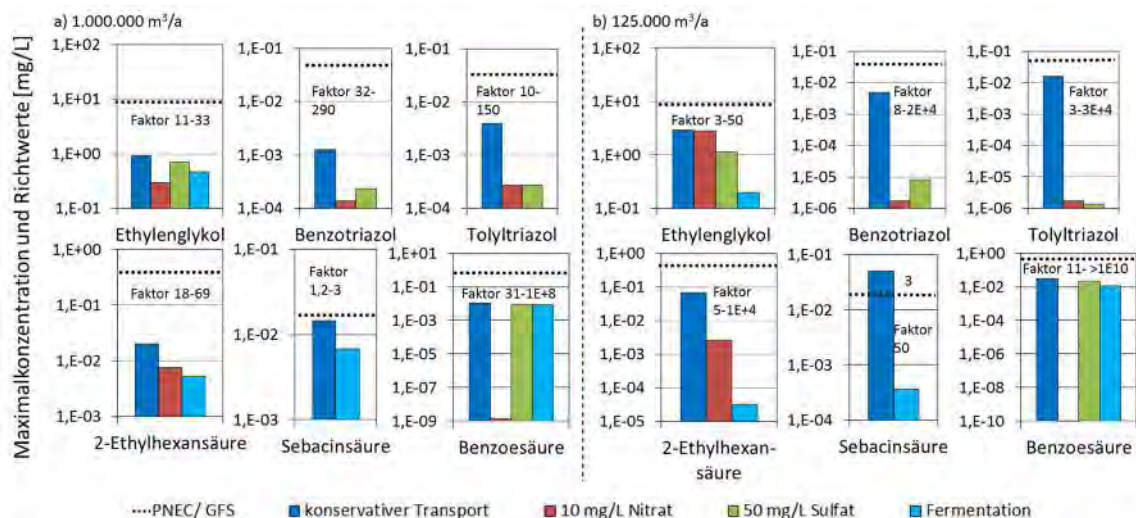 a) 1.000.000 m³/a
b) 125.000 m³/a
Maximalkonzentration und Richtwerte [mg/L]
1,E+02
1,E+01
1,E+00
1,E-01
Faktor 11-33
Ethylenglykol
1,E-01
1,E-02
1,E-03
1,E-04
Faktor 32-
290
Benzotriazol
1,E-01
1,E-02
1,E-03
1,E-04
Faktor 10-
150
Tolyltriazol
1,E+02
1,E+01
1,E+00
1,E-01
Faktor 3-50
Ethylenglykol
1,E-01
1,E-02
1,E-03
1,E-04
1,E-05
1,E-06
Faktor
8-2E+4
Benzotriazol
1,E-01
1,E-02
1,E-03
1,E-04
1,E-05
1,E-06
Faktor
3-3E+4
Tolyltriazol
1,E+00
1,E-01
1,E-02
1,E-03
Faktor 18-69
2-Ethylhexansäure
1,E-01
1,E-02
1,E-03
Faktor
1,2-3
Sebacinsäure
1,E+01
1,E-01
1,E-03
1,E-05
1,E-07
1,E-09
Faktor 31-1E+8
Benzoesäure
1,E+00
1,E-01
1,E-02
1,E-03
1,E-04
1,E-05
Faktor
5-1E+4
2-Ethylhexan-
säure
1,E-01
1,E-02
1,E-03
1,E-04
3
Faktor
50
Sebacinsäure
1,E+00
1,E-02
1,E-04
1,E-06
1,E-08
1,E-10
Faktor 11- >1E10
Benzoesäure
PNEC/ GFS
konservativer Transport
10 mg/L Nitrat
50 mg/L Sulfat
Fermentation